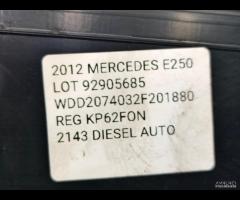 2012 MERCEDES E250
LOT 92905685
WDD2074032F201880
REG KP62FON
2143 DIESEL AUTO